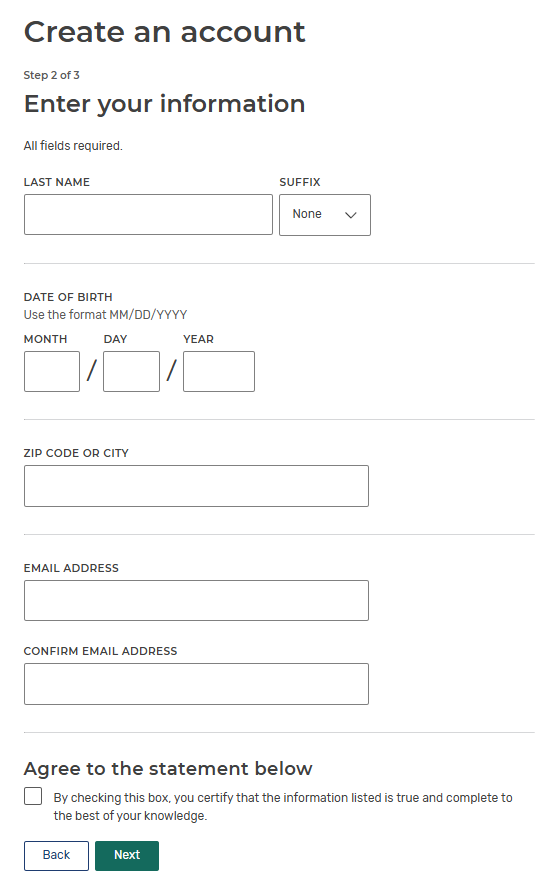 Create an account
Step 2 of 3
Enter your information
All fields required.
LAST NAME SUFFIX
None
DATE OF BIRTH
Use the format MM/DD/YYYY
MONTH DAY YEAR
/ /
ZIP CODE OR CITY
EMAIL ADDRESS
CONFIRM EMAIL ADDRESS
Agree to the statement below
By checking this box, you certify that the information listed is true and complete to
the best of your knowledge.
Back Next